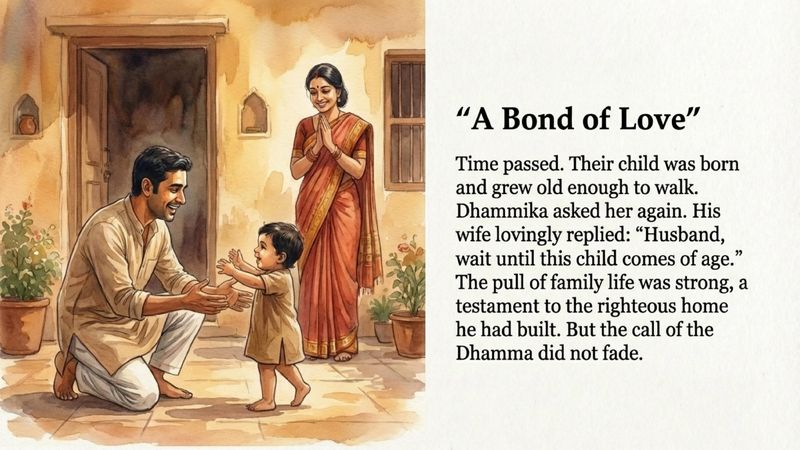 “A Bond of Love”
Time passed. Their child was born
and grew old enough to walk.
Dhammika asked her again. His
wife lovingly replied: “Husband,
wait until this child comes of age.”
The pull of family life was strong, a
testament to the righteous home
he had built. But the call of the
Dhamma did not fade.